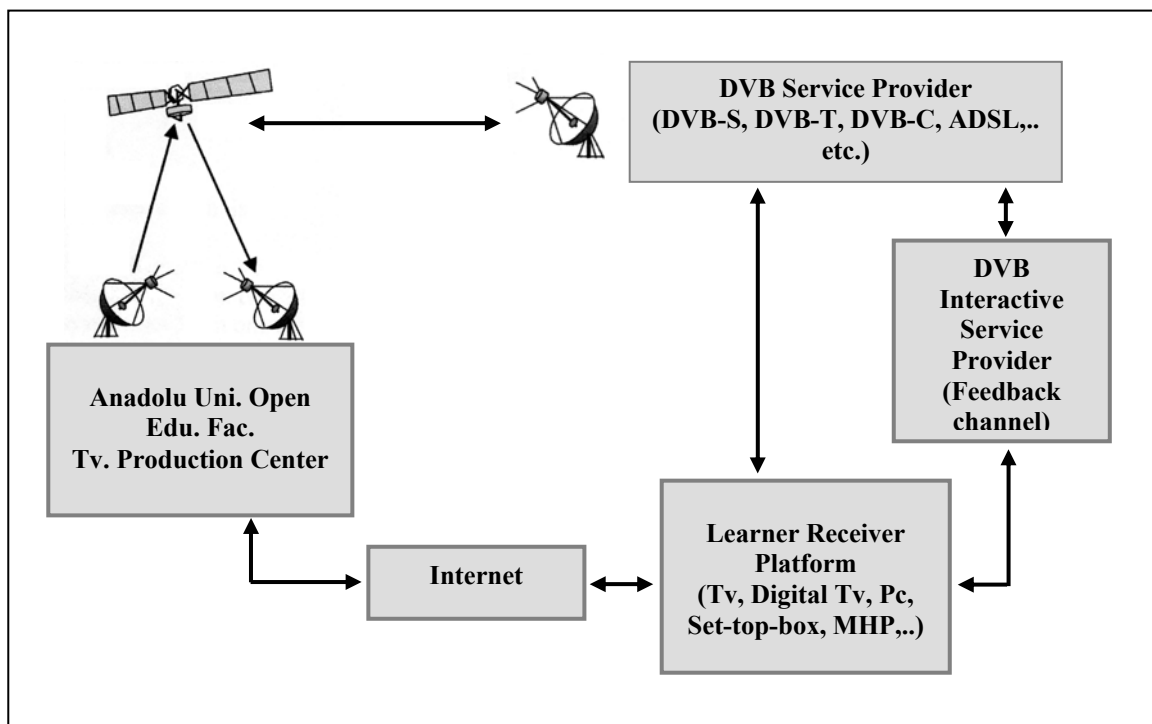 DVB Service Provider
(DVB-S, DVB-T, DVB-C, ADSL,..
etc.)
DVB
Interactive
Service
Provider
(Feedback
channel)
Anadolu Uni. Open
Edu. Fac.
Tv. Production Center
Internet
Learner Receiver
Platform
(Tv, Digital Tv, Pc,
Set-top-box, MHP,..)